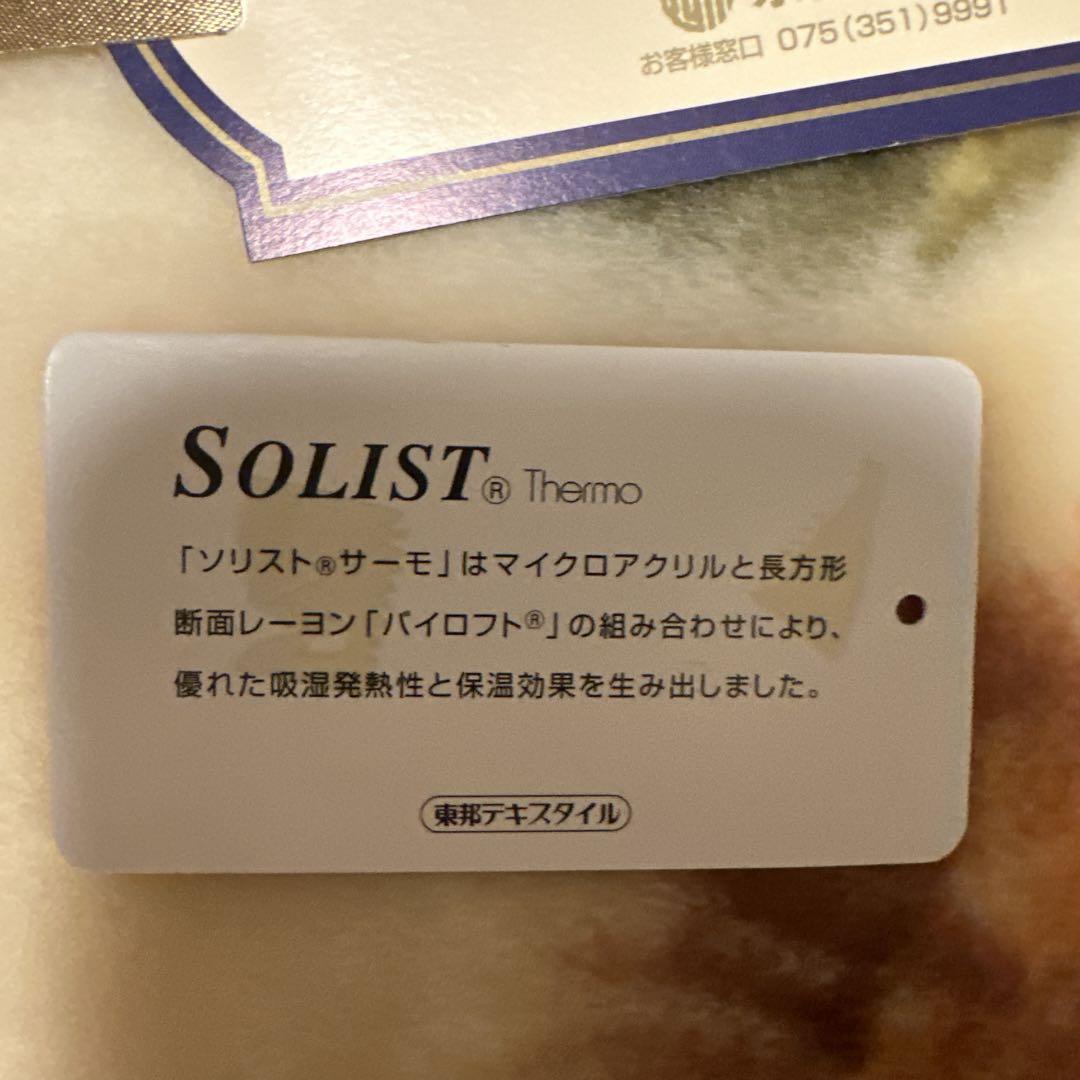 お客様窓口 075(351)9991
SOLIST® Thermo
「ソリスト®サーモ」はマイクロアクリルと長方形
断面レーヨン「バイロフト®」の組み合わせにより、
優れた吸湿発熱性と保温効果を生み出しました。
東邦テキスタイル